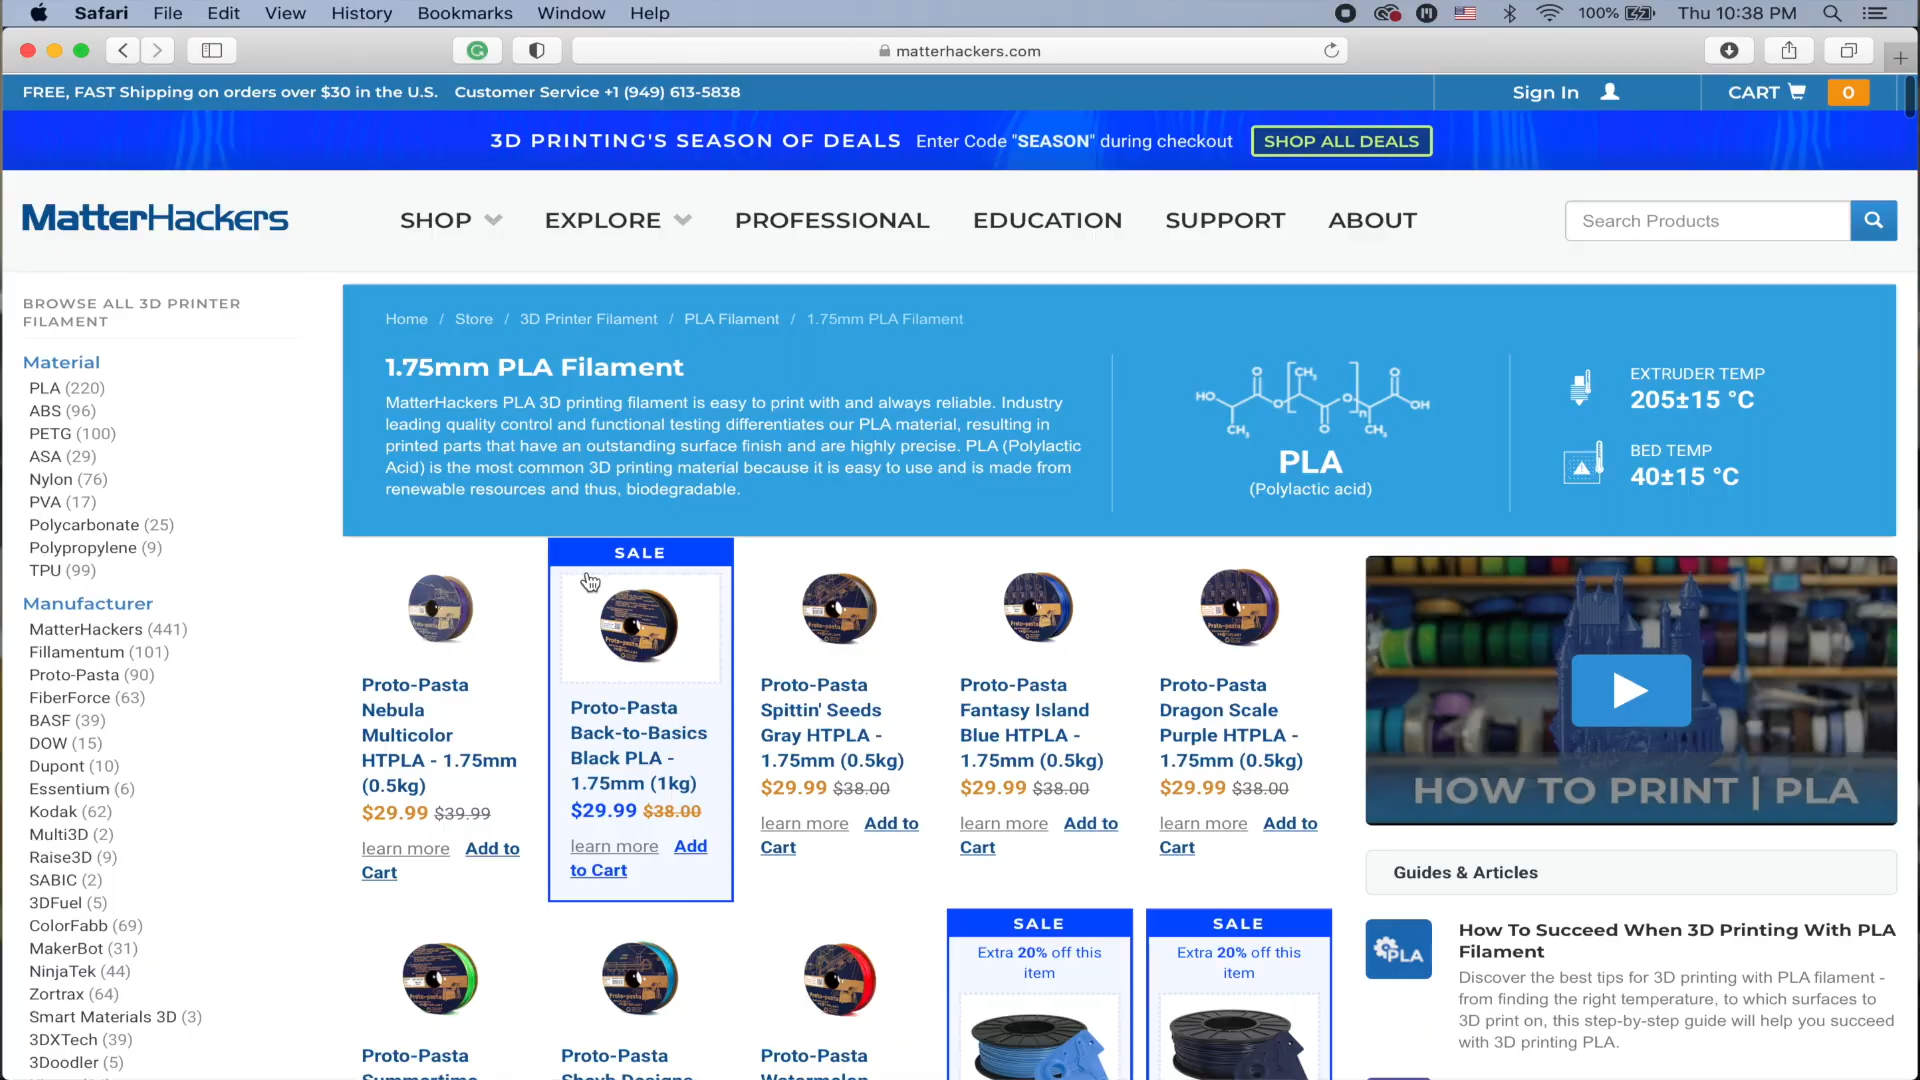 Safari File Edit View History Bookmarks Window Help
100% Thu 10:38 PM
matterhackers.com
FREE, FAST Shipping on orders over $30 in the U.S. Customer Service +1 (949) 613-5838
Sign In CART 0
3D PRINTING'S SEASON OF DEALS Enter Code "SEASON" during checkout SHOP ALL DEALS
MatterHackers
SHOP EXPLORE PROFESSIONAL EDUCATION SUPPORT ABOUT
Search Products
BROWSE ALL 3D PRINTER
FILAMENT
Material
PLA (220)
ABS (96)
PETG (100)
ASA (29)
Nylon (76)
PVA (17)
Polycarbonate (25)
Polypropylene (9)
TPU (99)
Manufacturer
MatterHackers (441)
Fillamentum (101)
Proto-Pasta (90)
FiberForce (63)
BASF (39)
DOW (15)
Dupont (10)
Essentium (6)
Kodak (62)
Multi3D (2)
Raise3D (9)
SABIC (2)
3DFuel (5)
ColorFabb (69)
MakerBot (31)
NinjaTek (44)
Zortrax (64)
Smart Materials 3D (3)
3DXTech (39)
3Doodler (5)
Home / Store / 3D Printer Filament / PLA Filament / 1.75mm PLA Filament
1.75mm PLA Filament
MatterHackers PLA 3D printing filament is easy to print with and always reliable. Industry
leading quality control and functional testing differentiates our PLA material, resulting in
printed parts that have an outstanding surface finish and are highly precise. PLA (Polylactic
Acid) is the most common 3D printing material because it is easy to use and is made from
renewable resources and thus, biodegradable.
HO O CH3 O CH3 O n O CH3 O OH
PLA
(Polylactic acid)
EXTRUDER TEMP
205±15 °C
BED TEMP
40±15 °C
Proto-Pasta
Nebula
Multicolor
HTPLA - 1.75mm
(0.5kg)
$29.99 $39.99
learn more Add to
Cart
SALE
Proto-Pasta
Back-to-Basics
Black PLA -
1.75mm (1kg)
$29.99 $38.00
learn more Add
to Cart
Proto-Pasta
Spittin' Seeds
Gray HTPLA -
1.75mm (0.5kg)
$29.99 $38.00
learn more Add to
Cart
Proto-Pasta
Fantasy Island
Blue HTPLA -
1.75mm (0.5kg)
$29.99 $38.00
learn more Add to
Cart
Proto-Pasta
Dragon Scale
Purple HTPLA -
1.75mm (0.5kg)
$29.99 $38.00
learn more Add to
Cart
Proto-Pasta
Summertime
Proto-Pasta
Designs
Proto-Pasta
Watermelon
SALE
Extra 20% off this
item
SALE
Extra 20% off this
item
HOW TO PRINT | PLA
Guides & Articles
PLA
How To Succeed When 3D Printing With PLA
Filament
Discover the best tips for 3D printing with PLA filament -
from finding the right temperature, to which surfaces to
3D print on, this step-by-step guide will help you succeed
with 3D printing PLA.